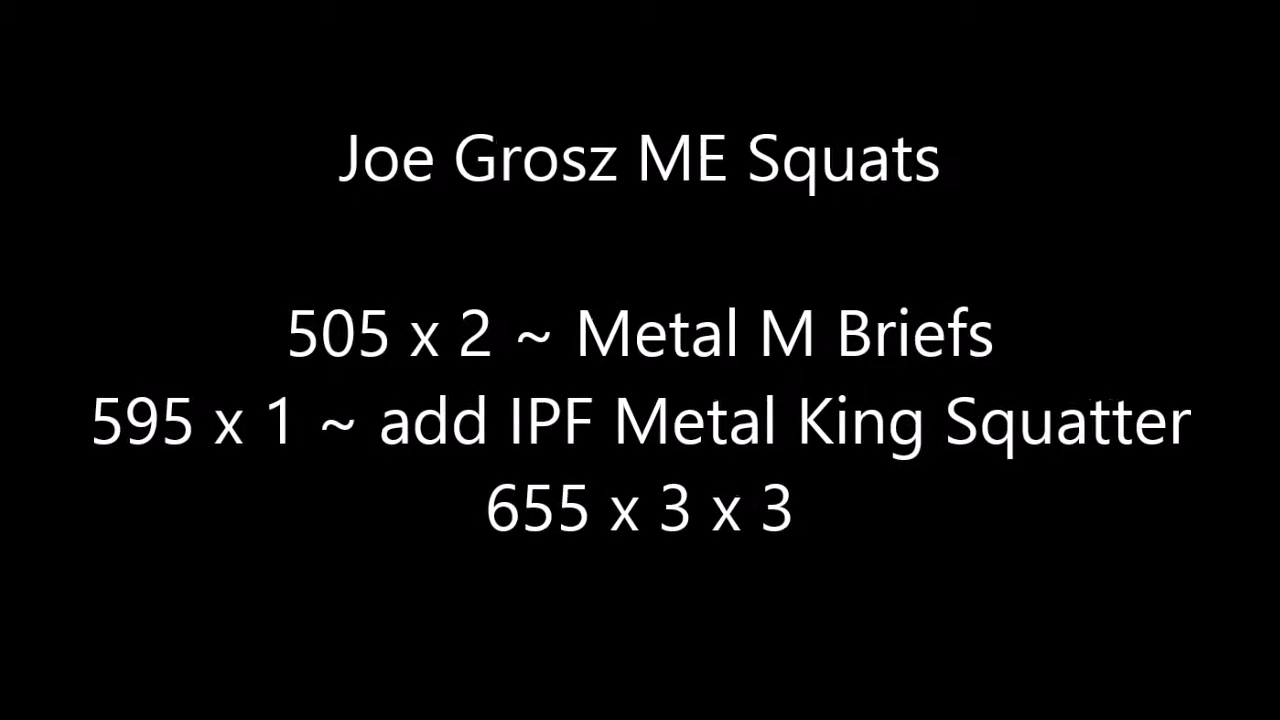 Joe Grosz ME Squats
505 x 2 ~ Metal M Briefs
595 x 1 ~ add IPF Metal King Squatter
655 x 3 x 3